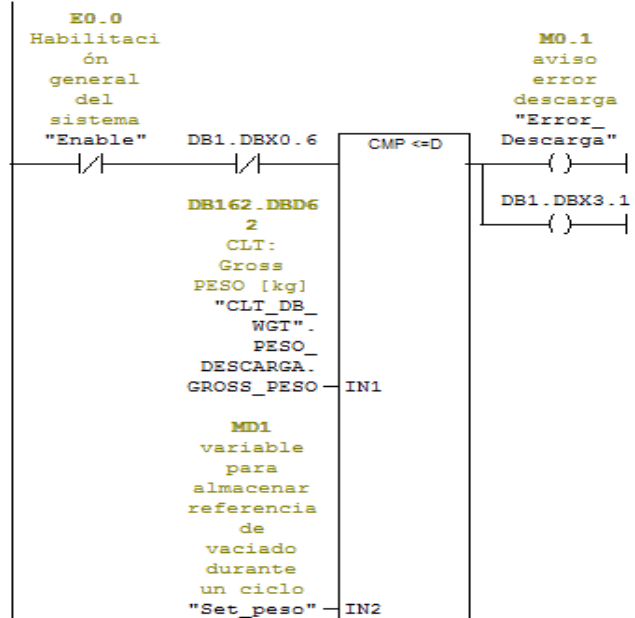 E0.0
Habilitaci
ón
general
del
sistema
"Enable"
DB1.DBX0.6
CMP <=D
M0.1
aviso
error
descarga
"Error_
Descarga"
DB1.DBX3.1
DB162.DBD6
2
CLT:
Gross
PESO [kg]
"CLT_DB_
WGT".
PESO_
DESCARGA.
GROSS_PESO
IN1
MD1
variable
para
almacenar
referencia
de
vaciado
durante
un ciclo
"Set_peso"
IN2